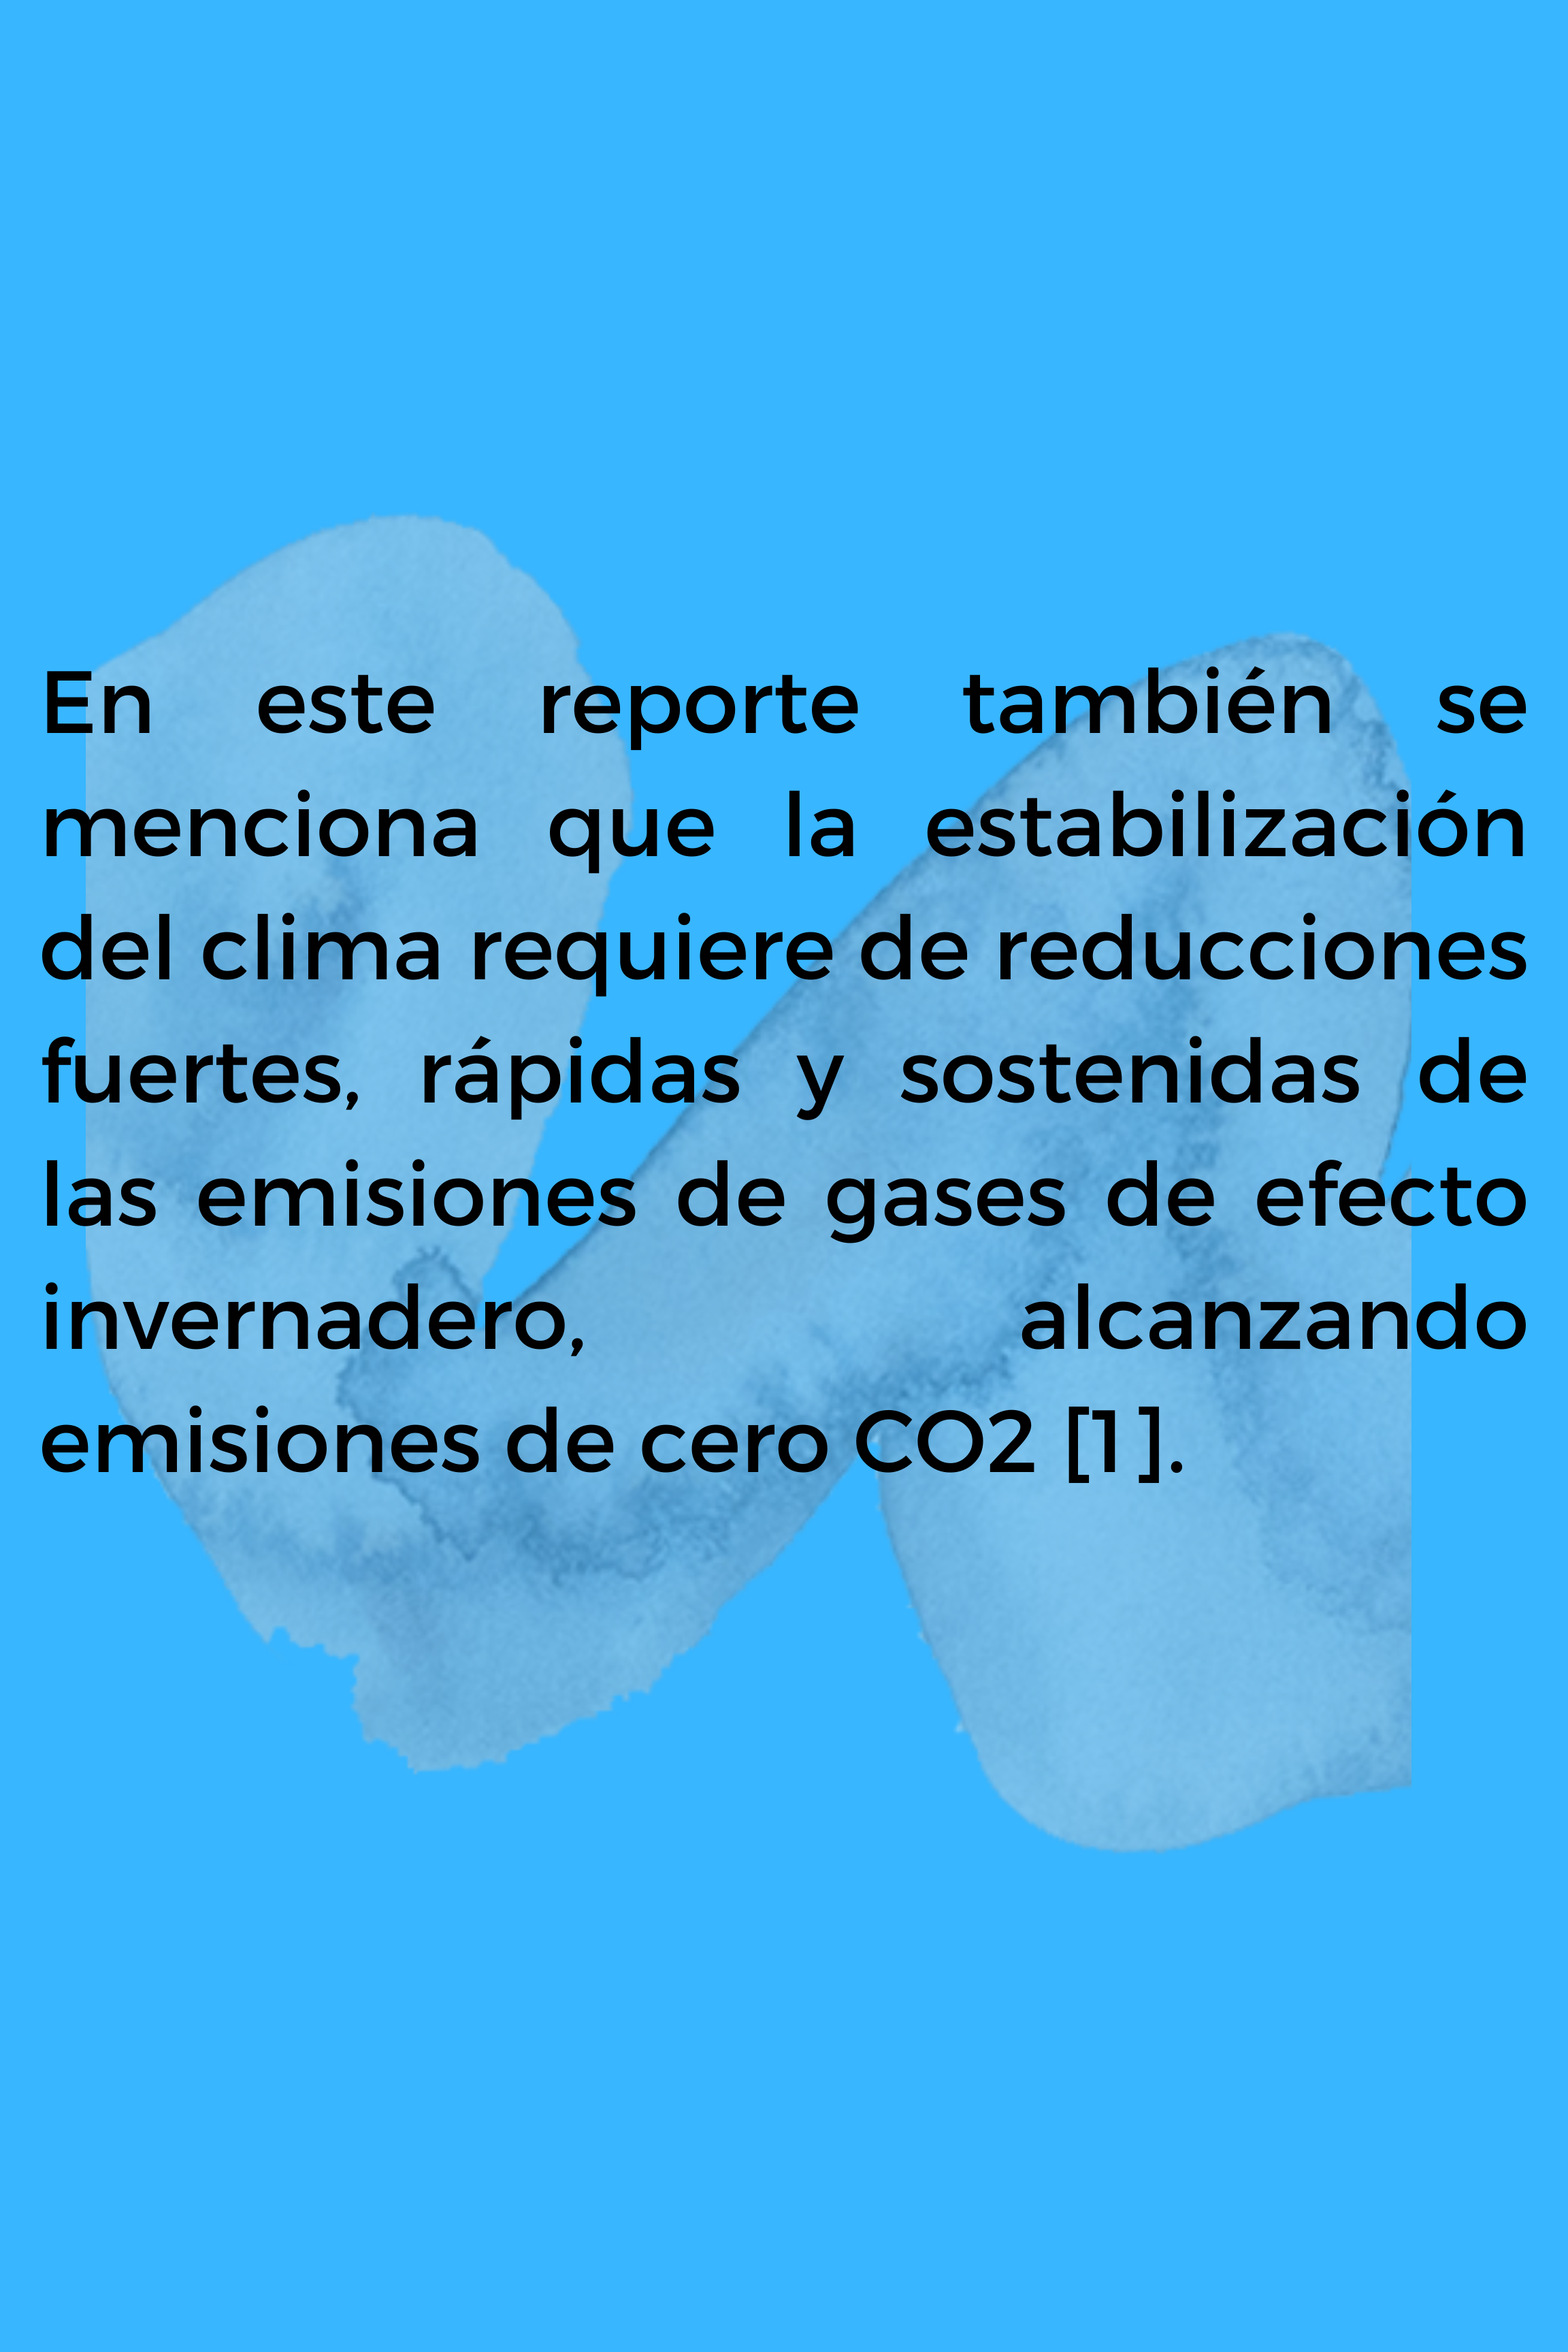 En este reporte también se
menciona que la estabilización
del clima requiere de reducciones
fuertes, rápidas y sostenidas de
las emisiones de gases de efecto
invernadero, alcanzando
emisiones de cero CO2 [1].